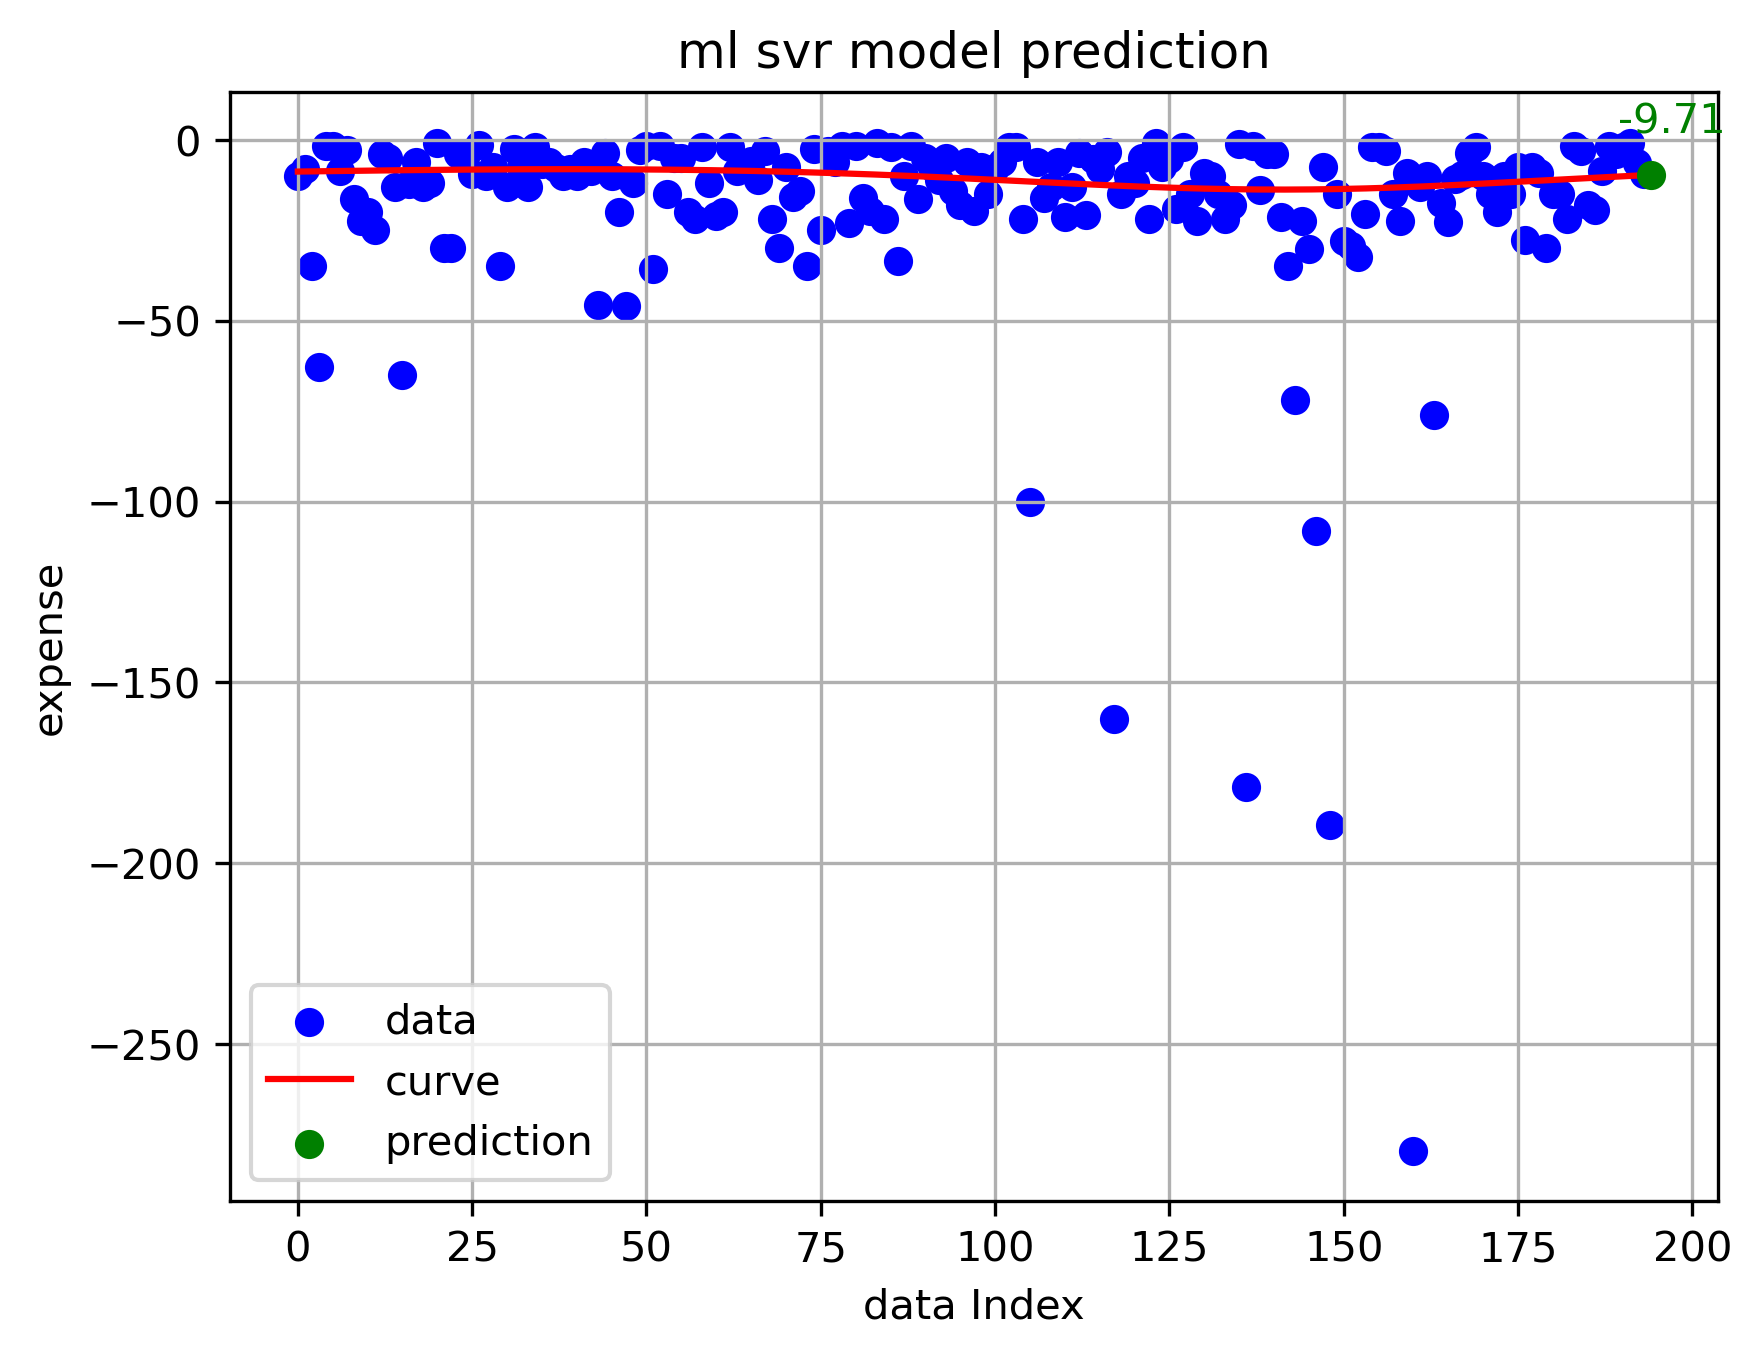 ml svr model prediction
-9.71
0
−50
−100
−150
−200
−250
expense
data
curve
prediction
0 25 50 75 100 125 150 175 200
data Index